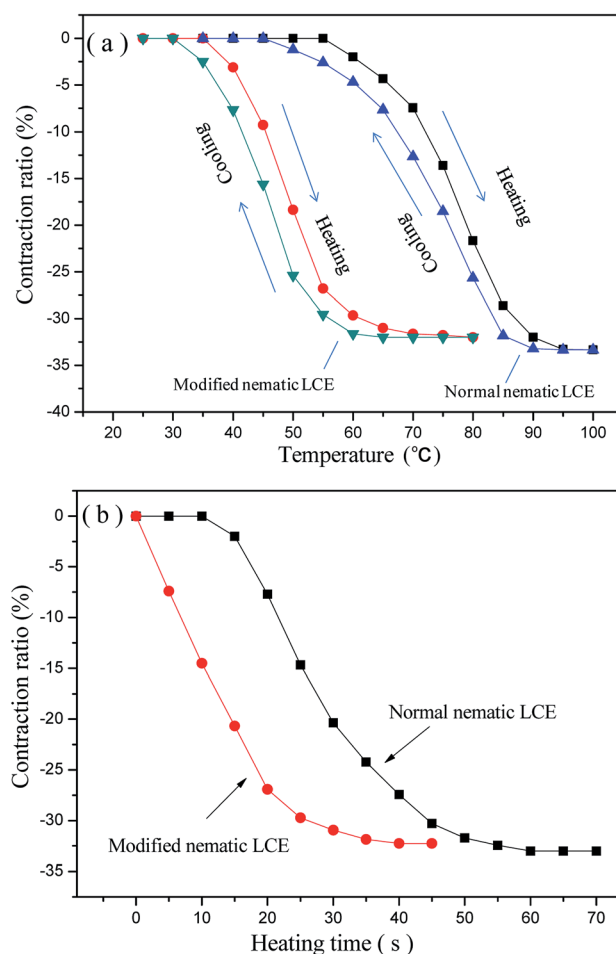 ( a )
0
-5
-10
-15
-20
-25
-30
-35
-40
Contraction ratio (%)
Cooling
Heating
Cooling
Heating
Modified nematic LCE
Normal nematic LCE
20 30 40 50 60 70 80 90 100
Temperature (℃)
( b )
0
-5
-10
-15
-20
-25
-30
-35
Contraction ratio (%)
Normal nematic LCE
Modified nematic LCE
0 10 20 30 40 50 60 70
Heating time ( s )